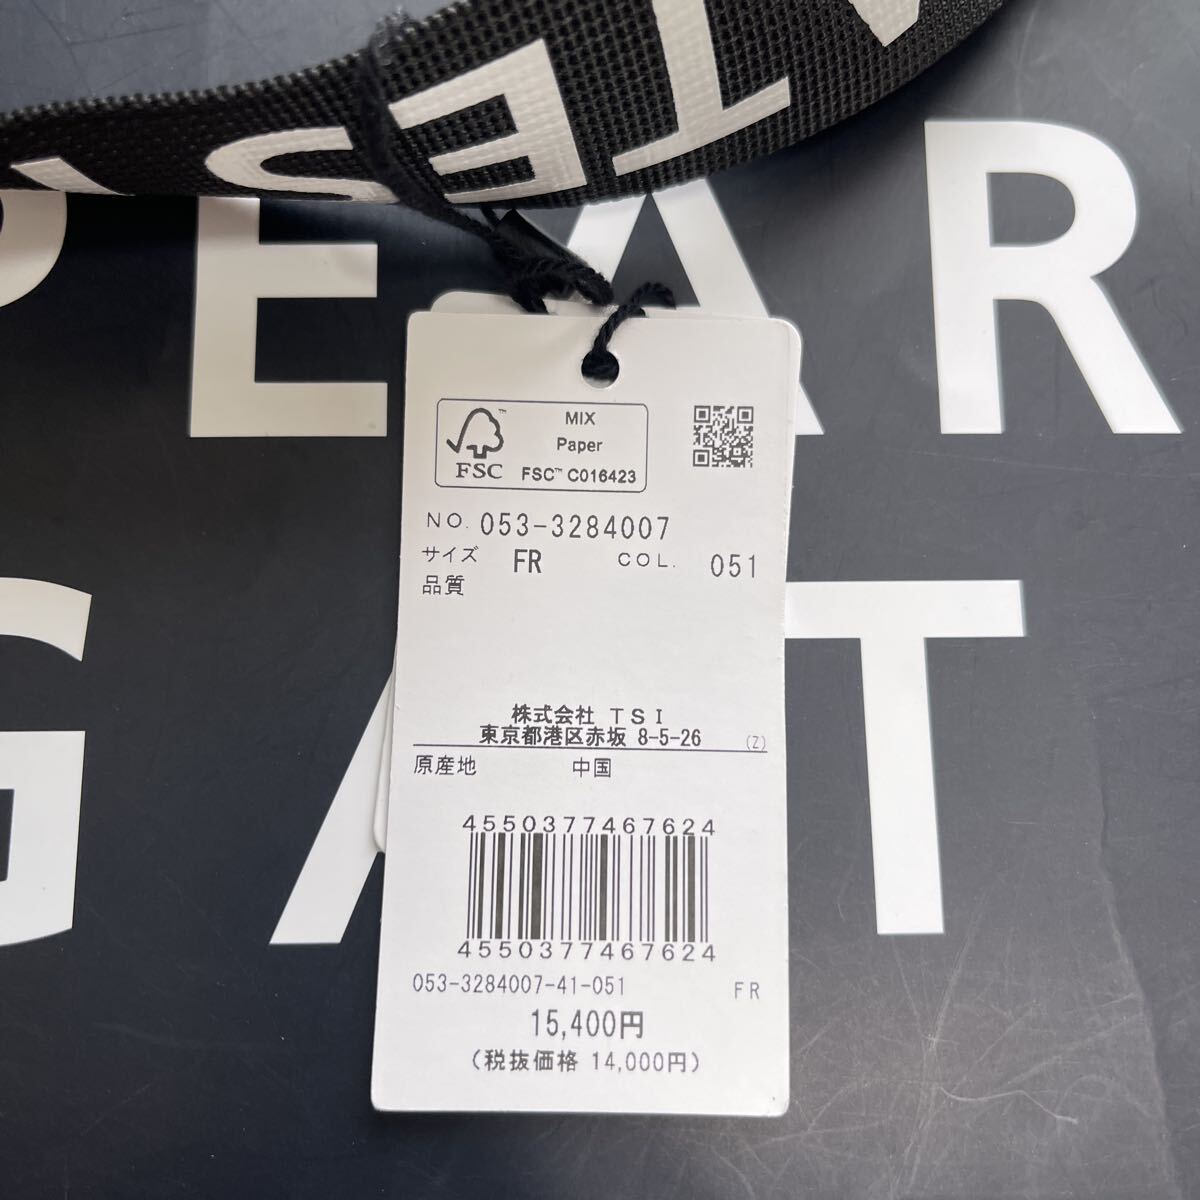 ATES
PEAR
GAT
MIX
Paper
FSC™ C016423
FSC
NO. 053-3284007
サイズ FR COL. 051
品質
株式会社 TSI
東京都港区赤坂 8-5-26 (Z)
原産地 中国
4550377467624
4550377467624
053-3284007-41-051 FR
15,400円
(税抜価格 14,000円)